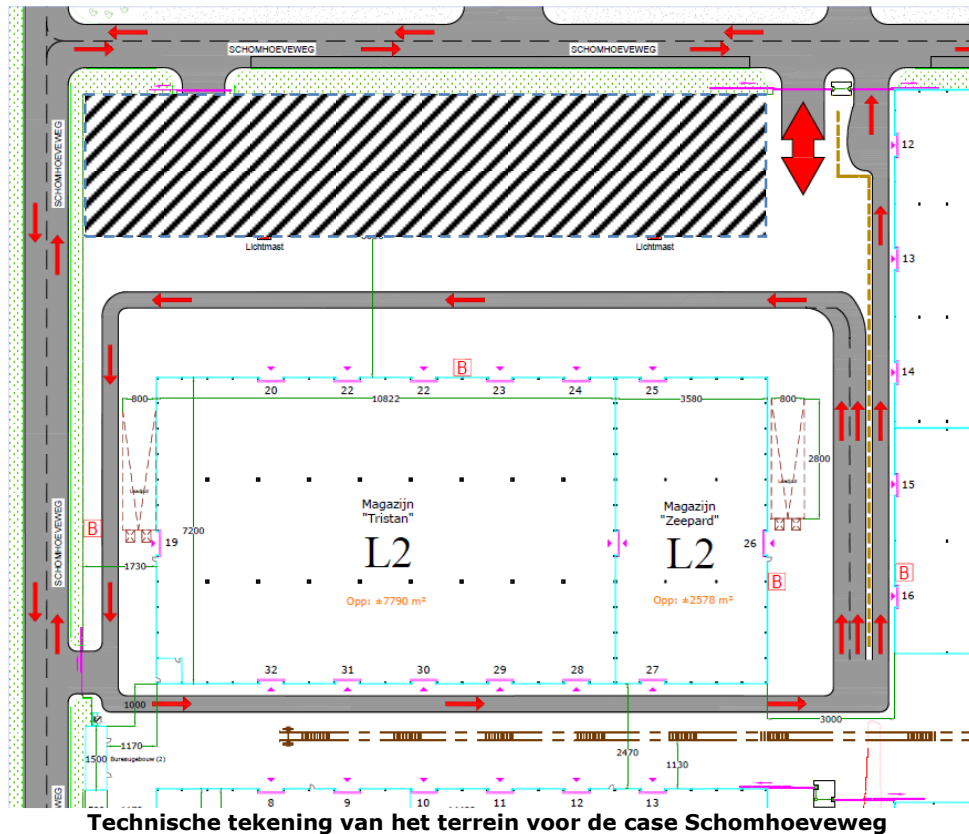 SCHOMHOEVEWEG
SCHOMHOEVEWEG
SCHOMHOEVEWEG
12
Lichtmast
Lichtmast
13
14
20
22
22
23
24
25
B
800
10822
3580
800
2800
Magazijn
"Tristan"
L2
Opp: ±7790 m²
Magazijn
"Zeepard"
L2
Opp: ±2578 m²
15
B
19
7200
26
1730
SCHOMHOEVEWEG
B
B
16
32
31
30
29
28
27
1000
3000
1170
2470
1130
1500
Bureaugebouw (2)
8
9
10
11
12
13
Technische tekening van het terrein voor de case Schomhoeveweg